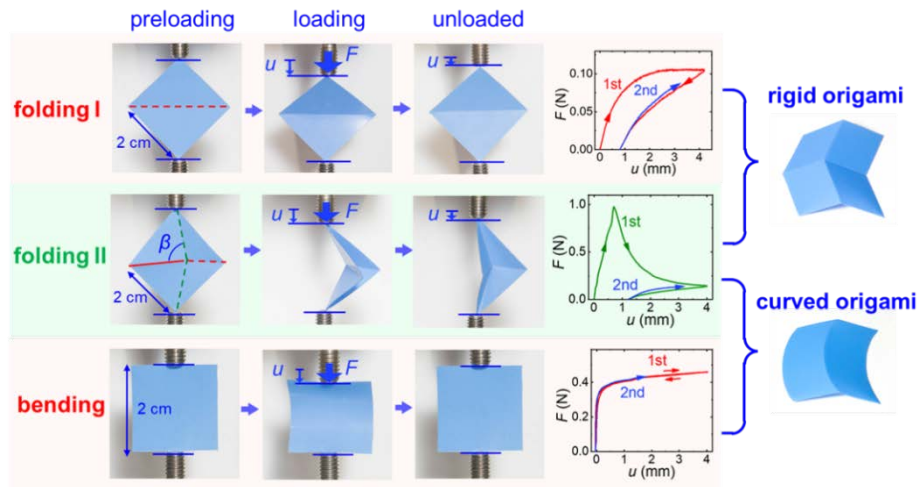 preloading loading unloaded
folding I
2 cm
u F
u
F (N)
0.10
0.05
0.00
1st
2nd
0 1 2 3 4
u (mm)
rigid origami
folding II
β
2 cm
u F
u
F (N)
1.0
0.5
0.0
1st
2nd
0 1 2 3 4
u (mm)
curved origami
bending
2 cm
u F
F (N)
0.4
0.2
0.0
1st
2nd
0 1 2 3 4
u (mm)